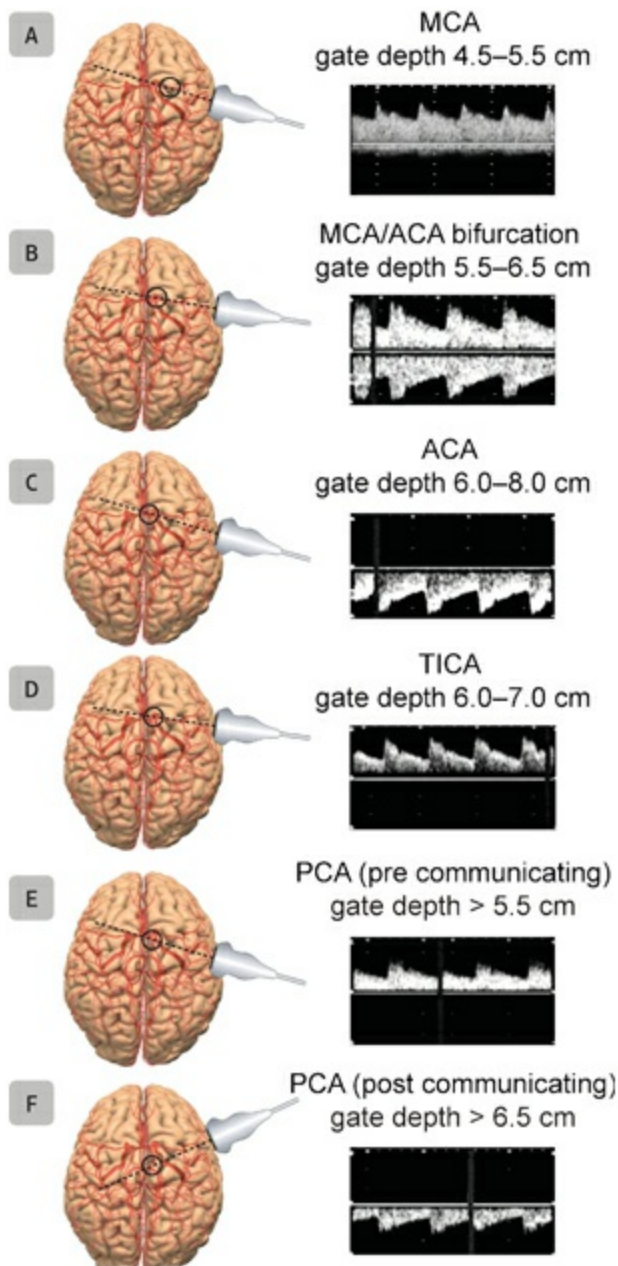 A
MCA
gate depth 4.5–5.5 cm
B
MCA/ACA bifurcation
gate depth 5.5–6.5 cm
C
ACA
gate depth 6.0–8.0 cm
D
TICA
gate depth 6.0–7.0 cm
E
PCA (pre communicating)
gate depth > 5.5 cm
F
PCA (post communicating)
gate depth > 6.5 cm